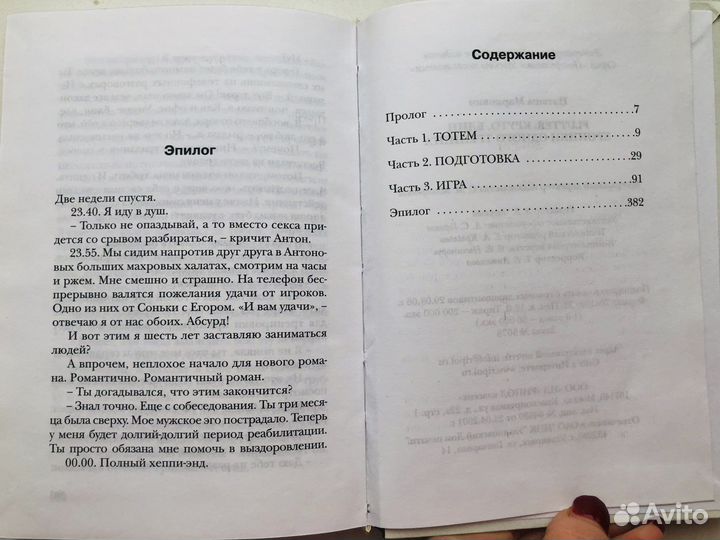 Эпилог
Две недели спустя.
23.40. Я иду в душ.
– Только не опаздывай, а то вместо секса
придется со срывом разбираться, – кричит Антон.
23.55. Мы сидим напротив друг друга в Антоно-
вых больших махровых халатах, смотрим на часы
и ржем. Мне смешно и страшно. На телефон бес-
прерывно валятся пожелания удачи от игроков.
Одно из них от Соньки с Егором. «И вам удачи», –
отвечаю я от нас обоих. Абсурд!
И вот этим я шесть лет заставляю заниматься
людей?
А впрочем, неплохое начало для нового рома-
на. Романтично. Романтичный роман.
– Ты догадывался, что этим закончится?
– Знал точно. Еще с собеседования. Ты три меся-
ца была сверху. Мое мужское эго пострадало. Теперь
у меня будет долгий-долгий период реабилитации.
Ты просто обязана мне помочь в выздоровлении.
00.00. Полный хеппи-энд.
Содержание
Пролог 7
Часть 1. ТОТЕМ 9
Часть 2. ПОДГОТОВКА 29
Часть 3. ИГРА 91
Эпилог 382
Avito